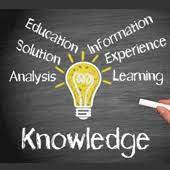 Education Information
Solution Experience
Analysis Learning
Knowledge